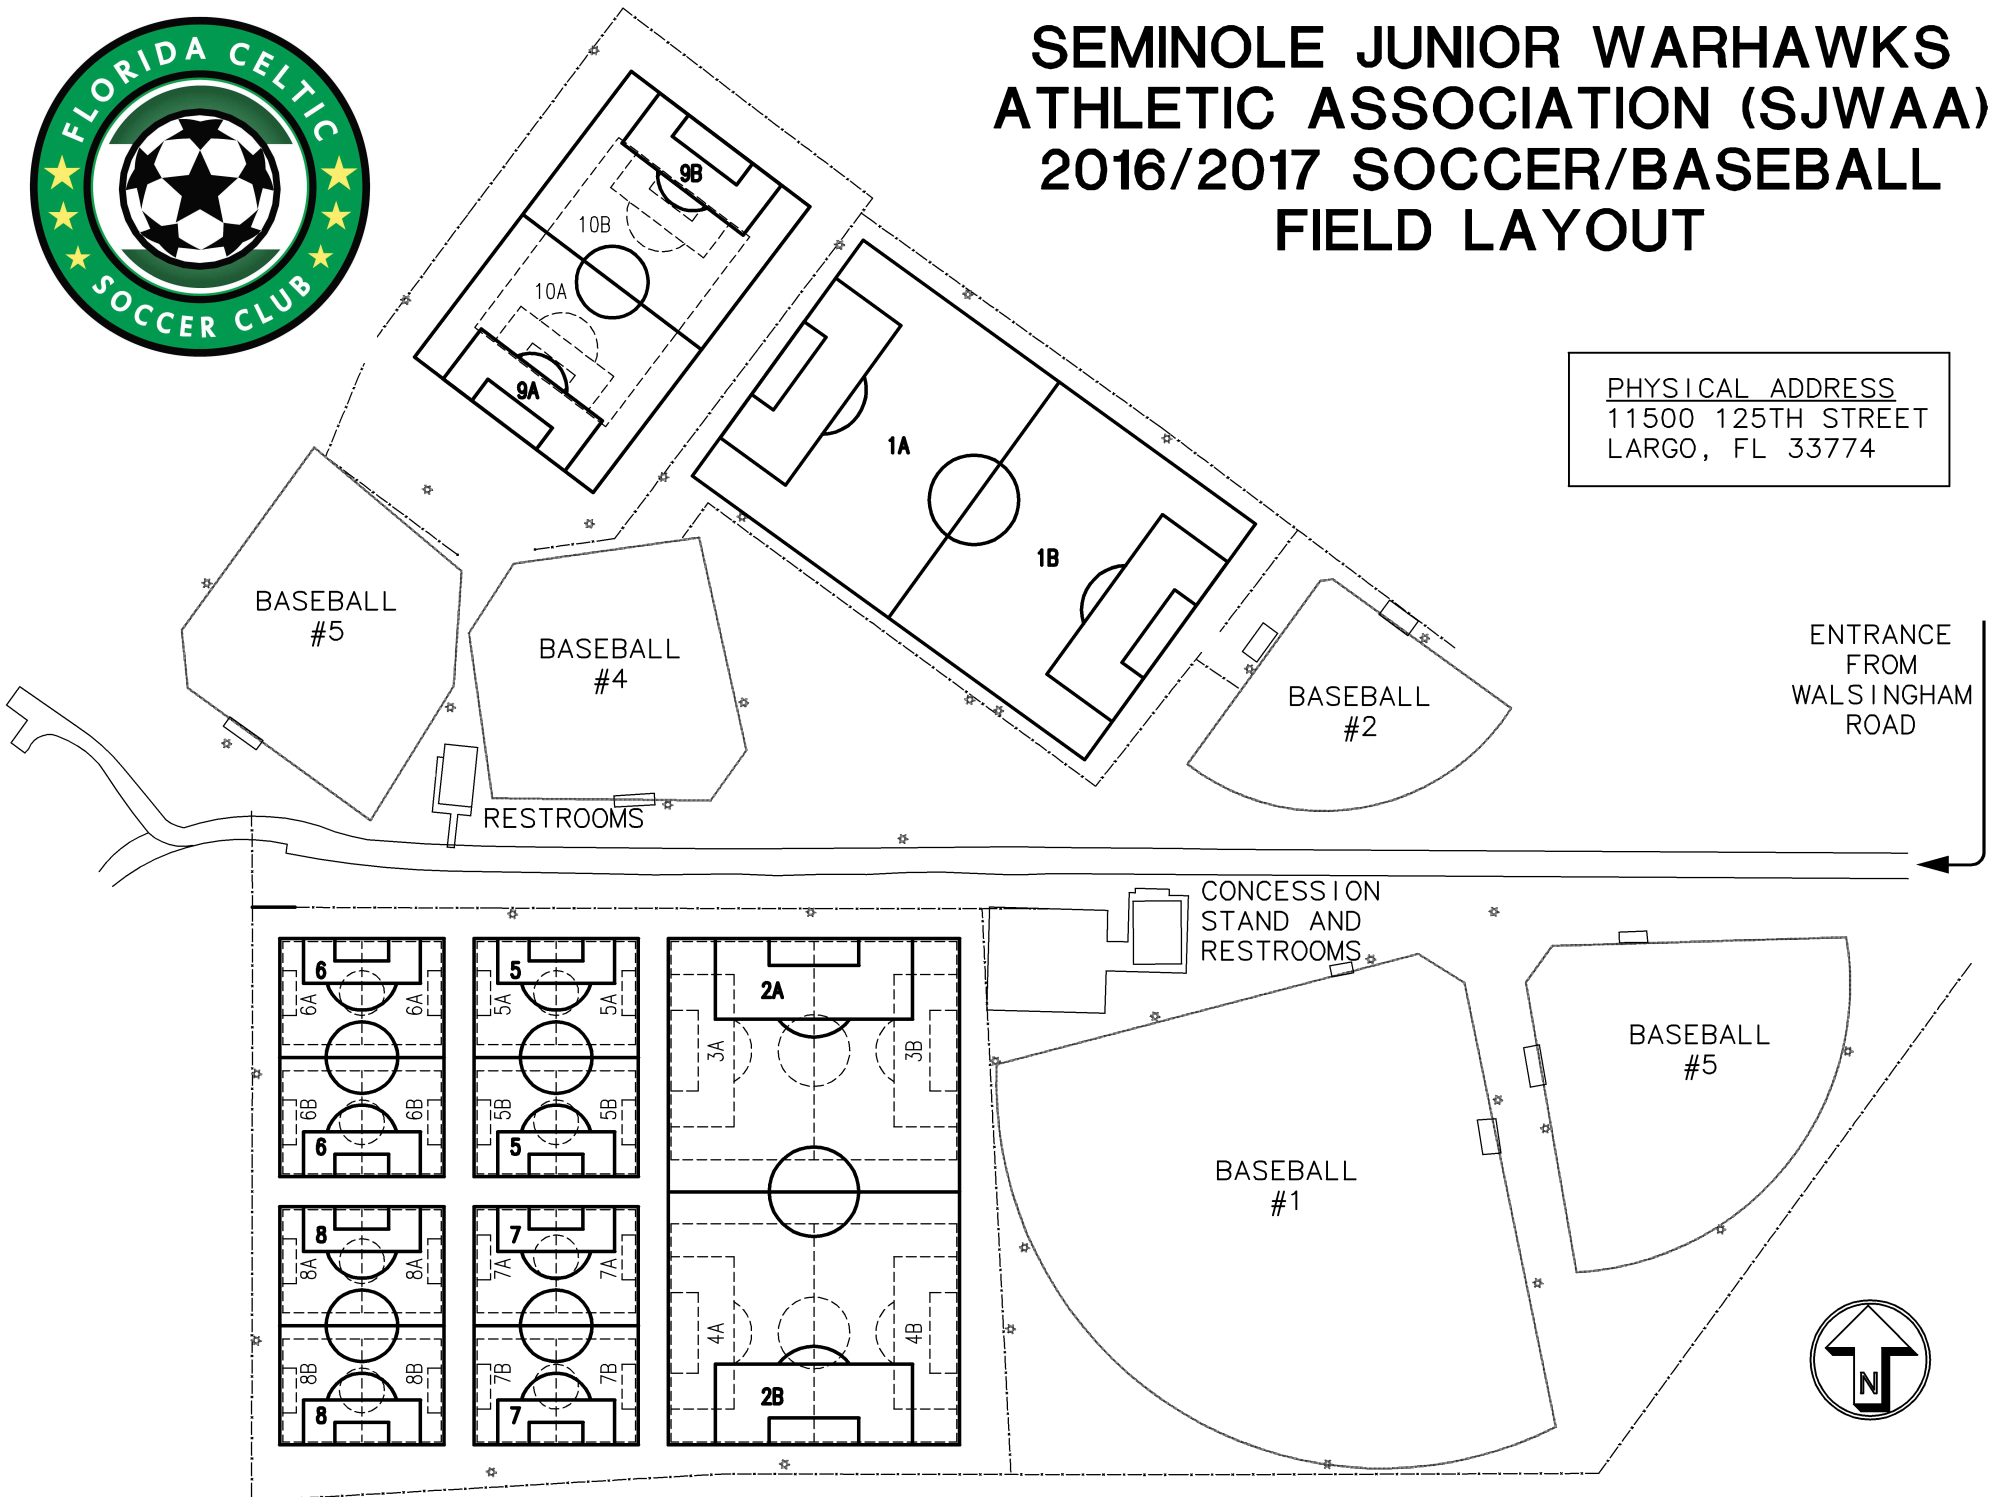 FLORIDA CELTIC
SOCCER CLUB
SEMINOLE JUNIOR WARHAWKS
ATHLETIC ASSOCIATION (SJWAA)
2016/2017 SOCCER/BASEBALL
FIELD LAYOUT
PHYSICAL ADDRESS
11500 125TH STREET
LARGO, FL 33774
9B
10B
10A
9A
1A
1B
BASEBALL
#5
BASEBALL
#4
BASEBALL
#2
ENTRANCE
FROM
WALSINGHAM
ROAD
RESTROOMS
CONCESSION
STAND AND
RESTROOMS
6
6A
6A
6B
6B
6
5
5A
5A
5B
5B
5
2A
3A
3B
4A
4B
2B
8
8A
8A
8B
8B
8
7
7A
7A
7B
7B
7
BASEBALL
#1
BASEBALL
#5
N